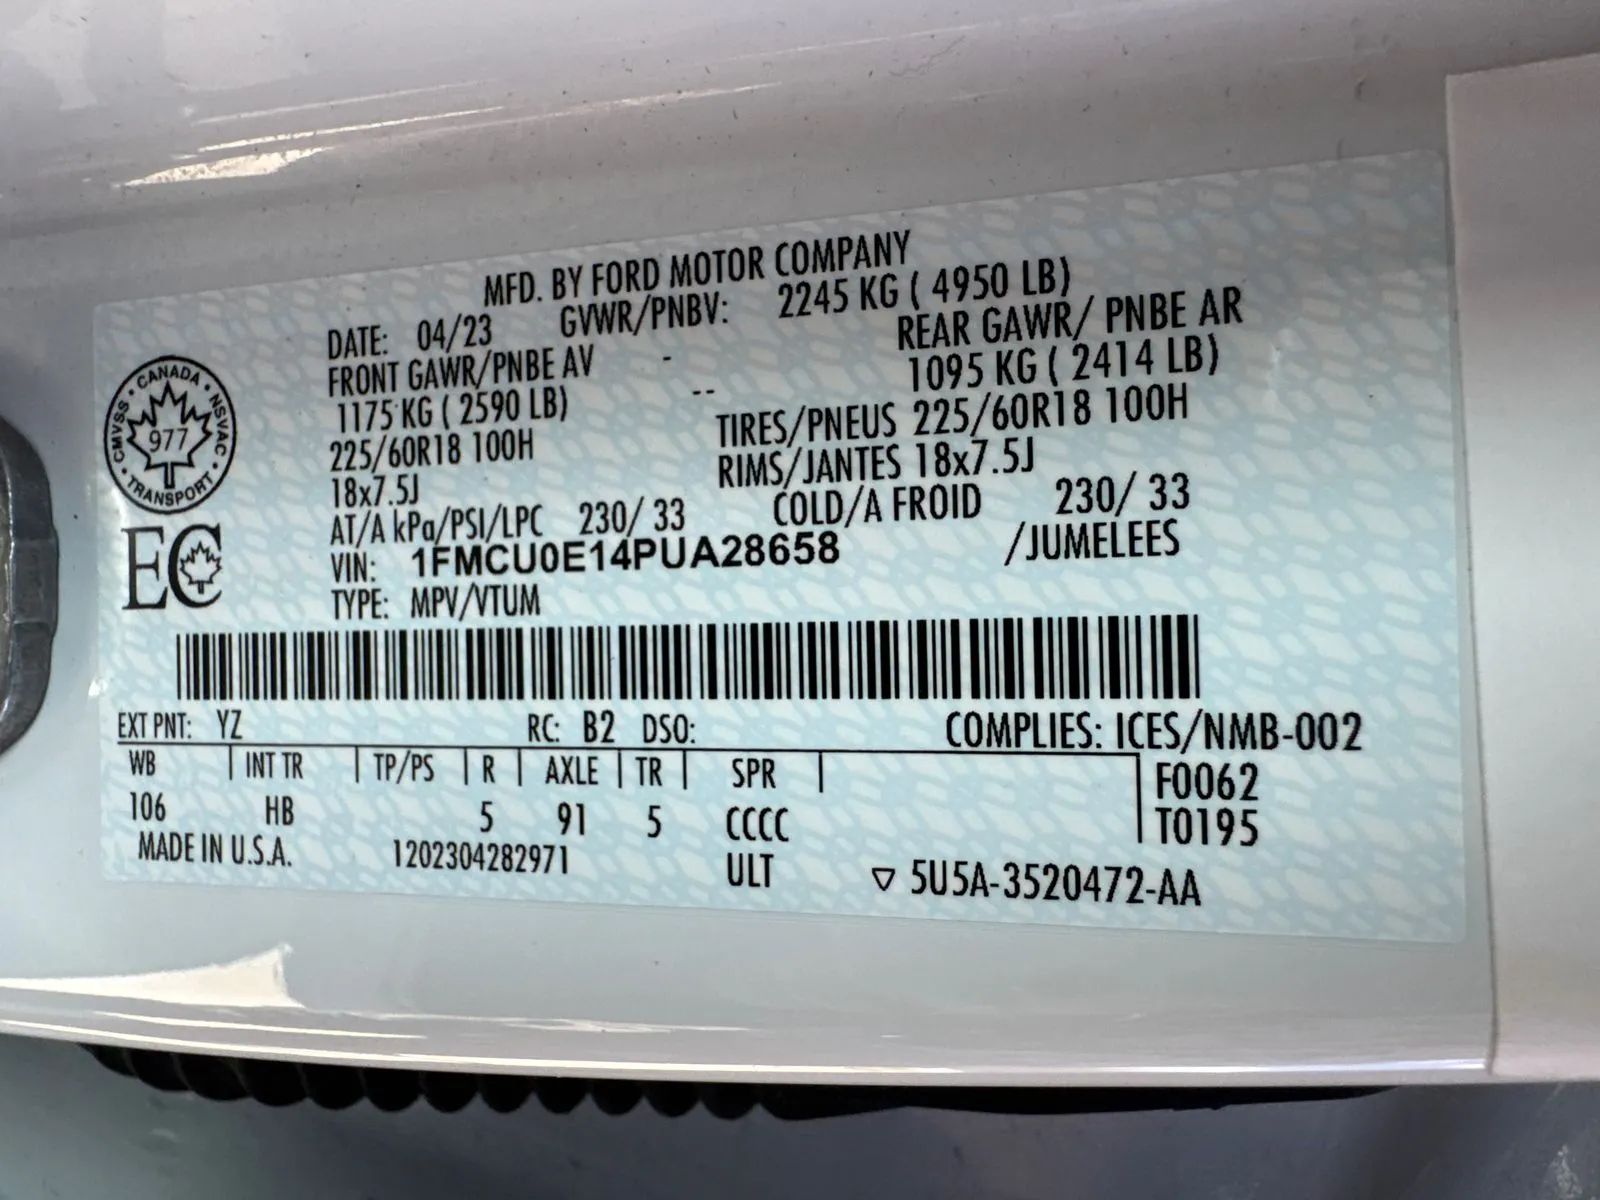 MFD. BY FORD MOTOR COMPANY
DATE: 04/23 GVWR/PNBV: 2245 KG ( 4950 LB)
FRONT GAWR/PNBE AV - REAR GAWR/ PNBE AR
1175 KG ( 2590 LB) -- 1095 KG ( 2414 LB)
225/60R18 100H TIRES/PNEUS 225/60R18 100H
18x7.5J RIMS/JANTES 18x7.5J
AT/A kPa/PSI/LPC 230/ 33 COLD/A FROID 230/ 33
VIN: 1FMCU0E14PUA28658 /JUMELEES
TYPE: MPV/VTUM
CANADA
CMVSS 977 NSVAC
TRANSPORT
EC
EXT PNT: YZ RC: B2 DSO: COMPLIES: ICES/NMB-002
WB | INT TR | TP/PS | R | AXLE | TR | SPR | F0062
106 HB 5 91 5 CCCC T0195
MADE IN U.S.A. 1202304282971 ULT ▽ 5U5A-3520472-AA